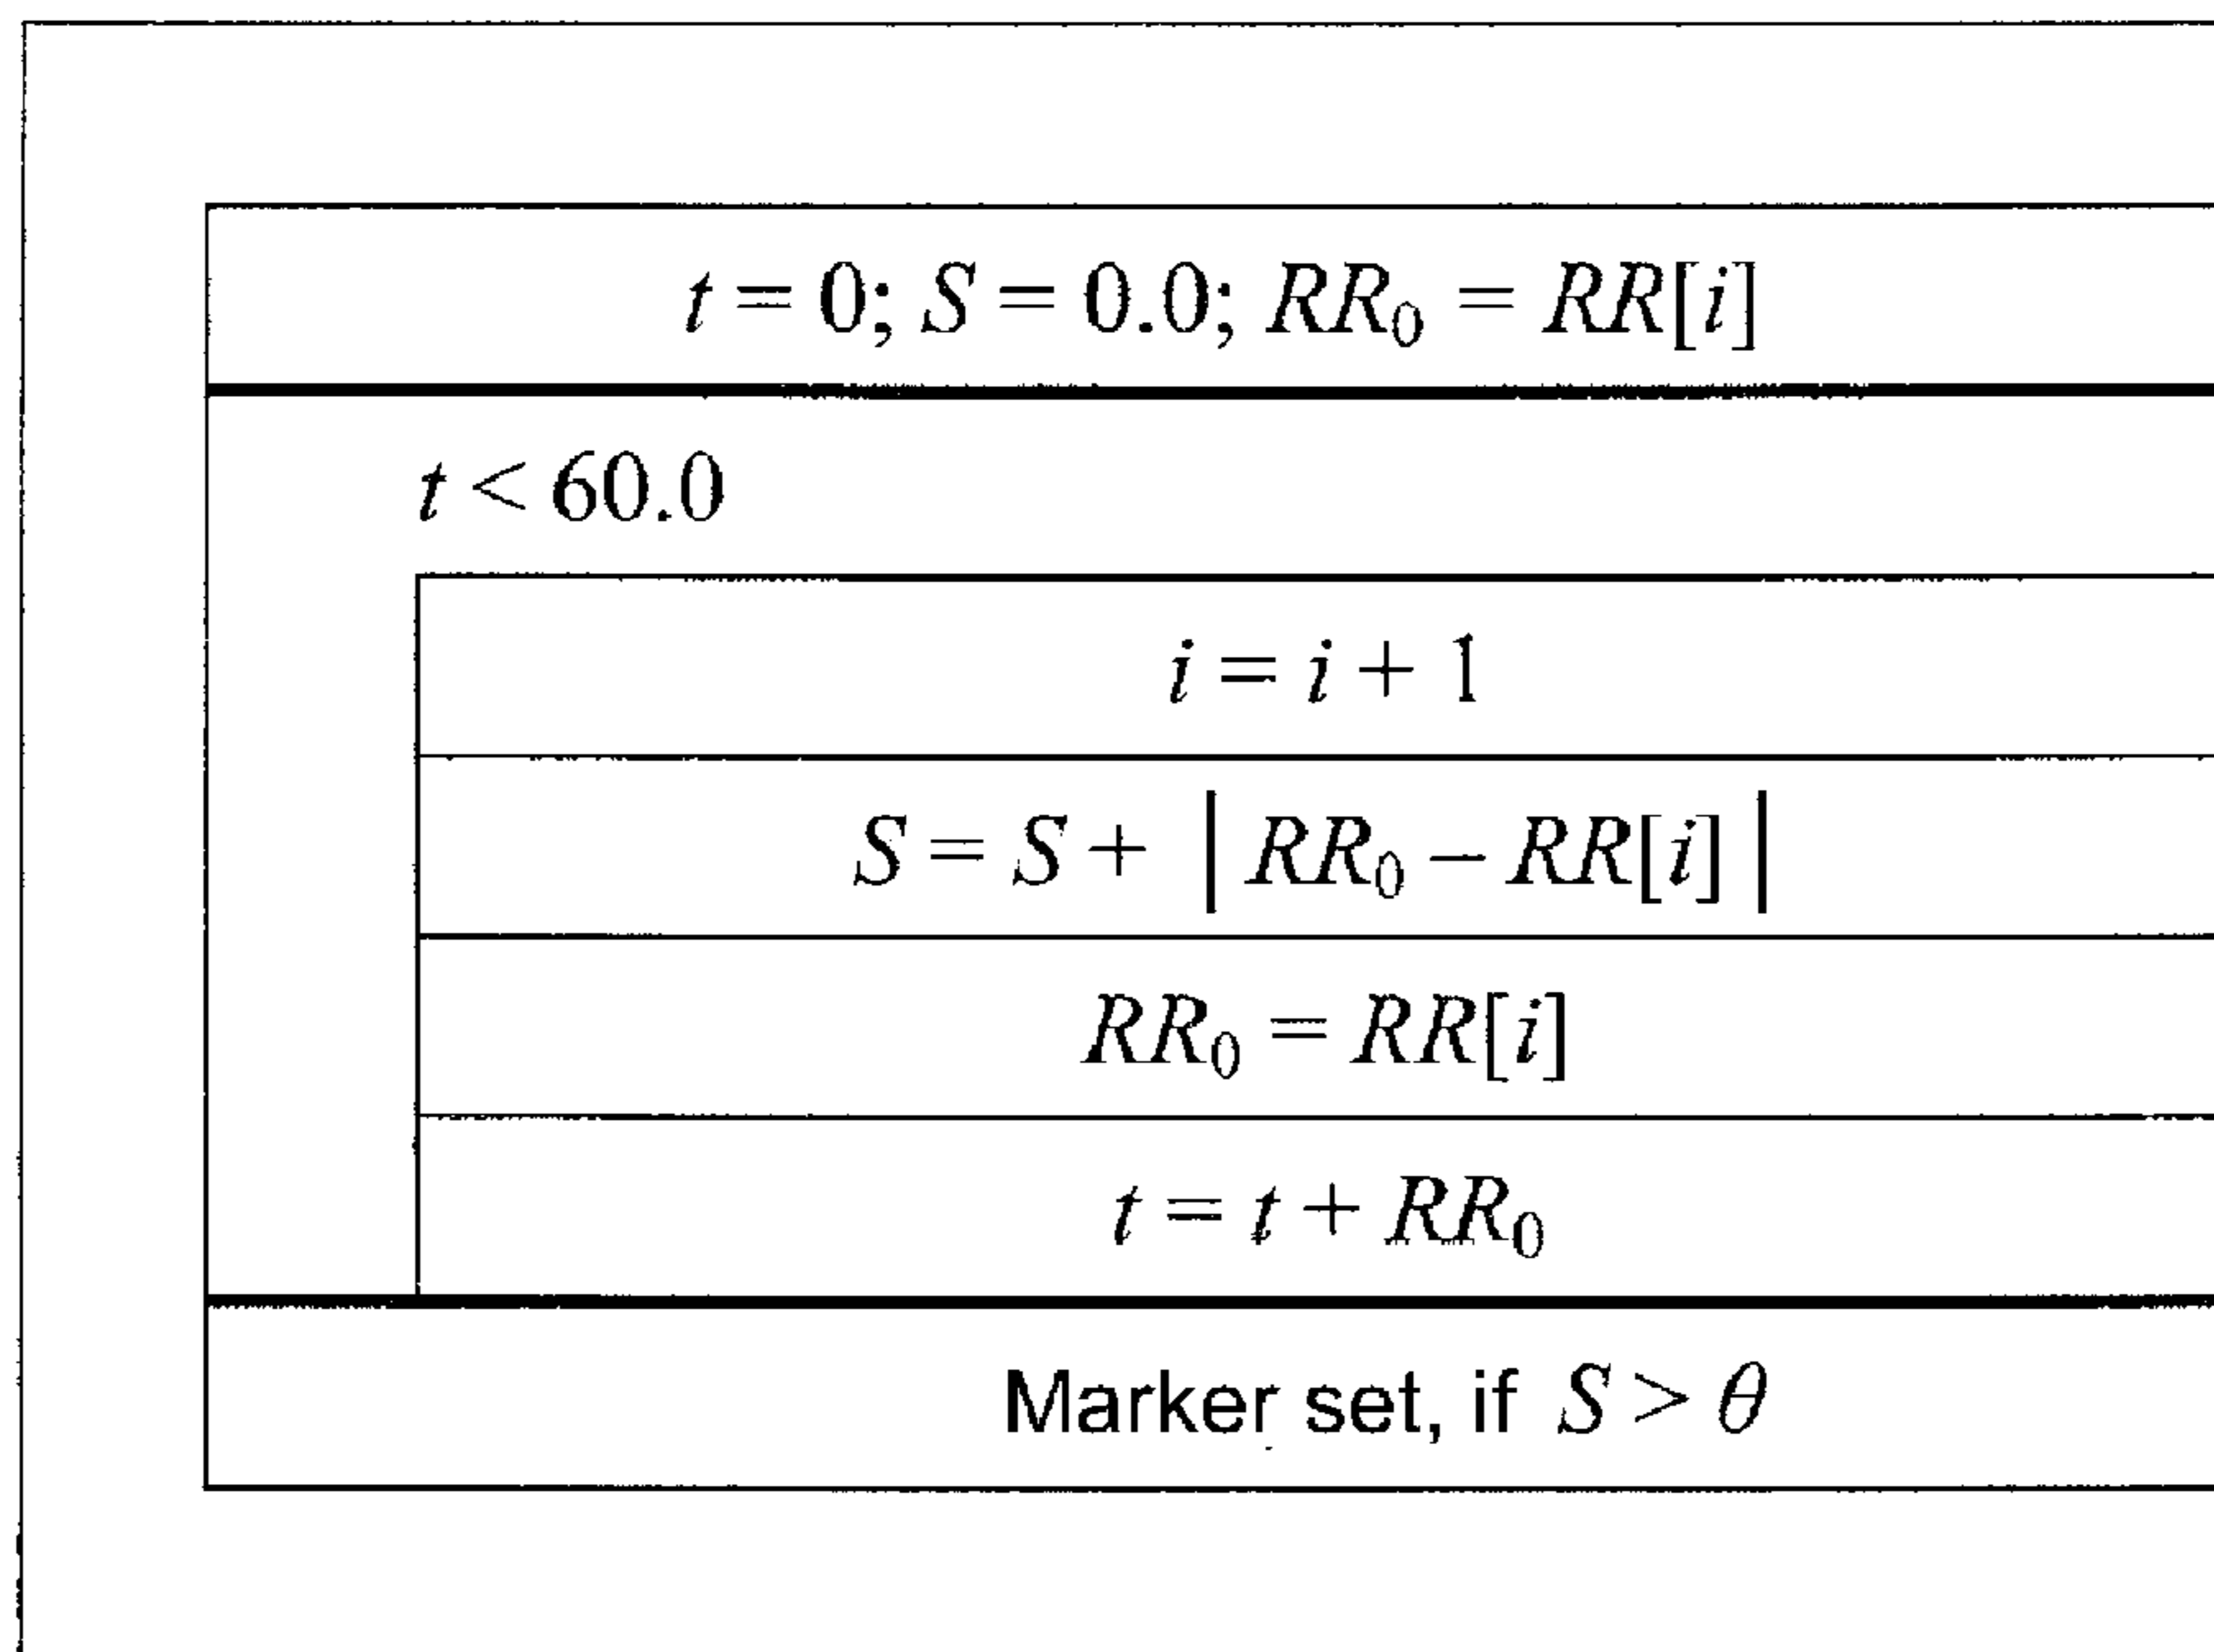 t = 0; S = 0.0; RR₀ = RR[i]
t < 60.0
i = i + 1
S = S + | RR₀ – RR[i] |
RR₀ = RR[i]
t = t + RR₀
Marker set, if S > θ